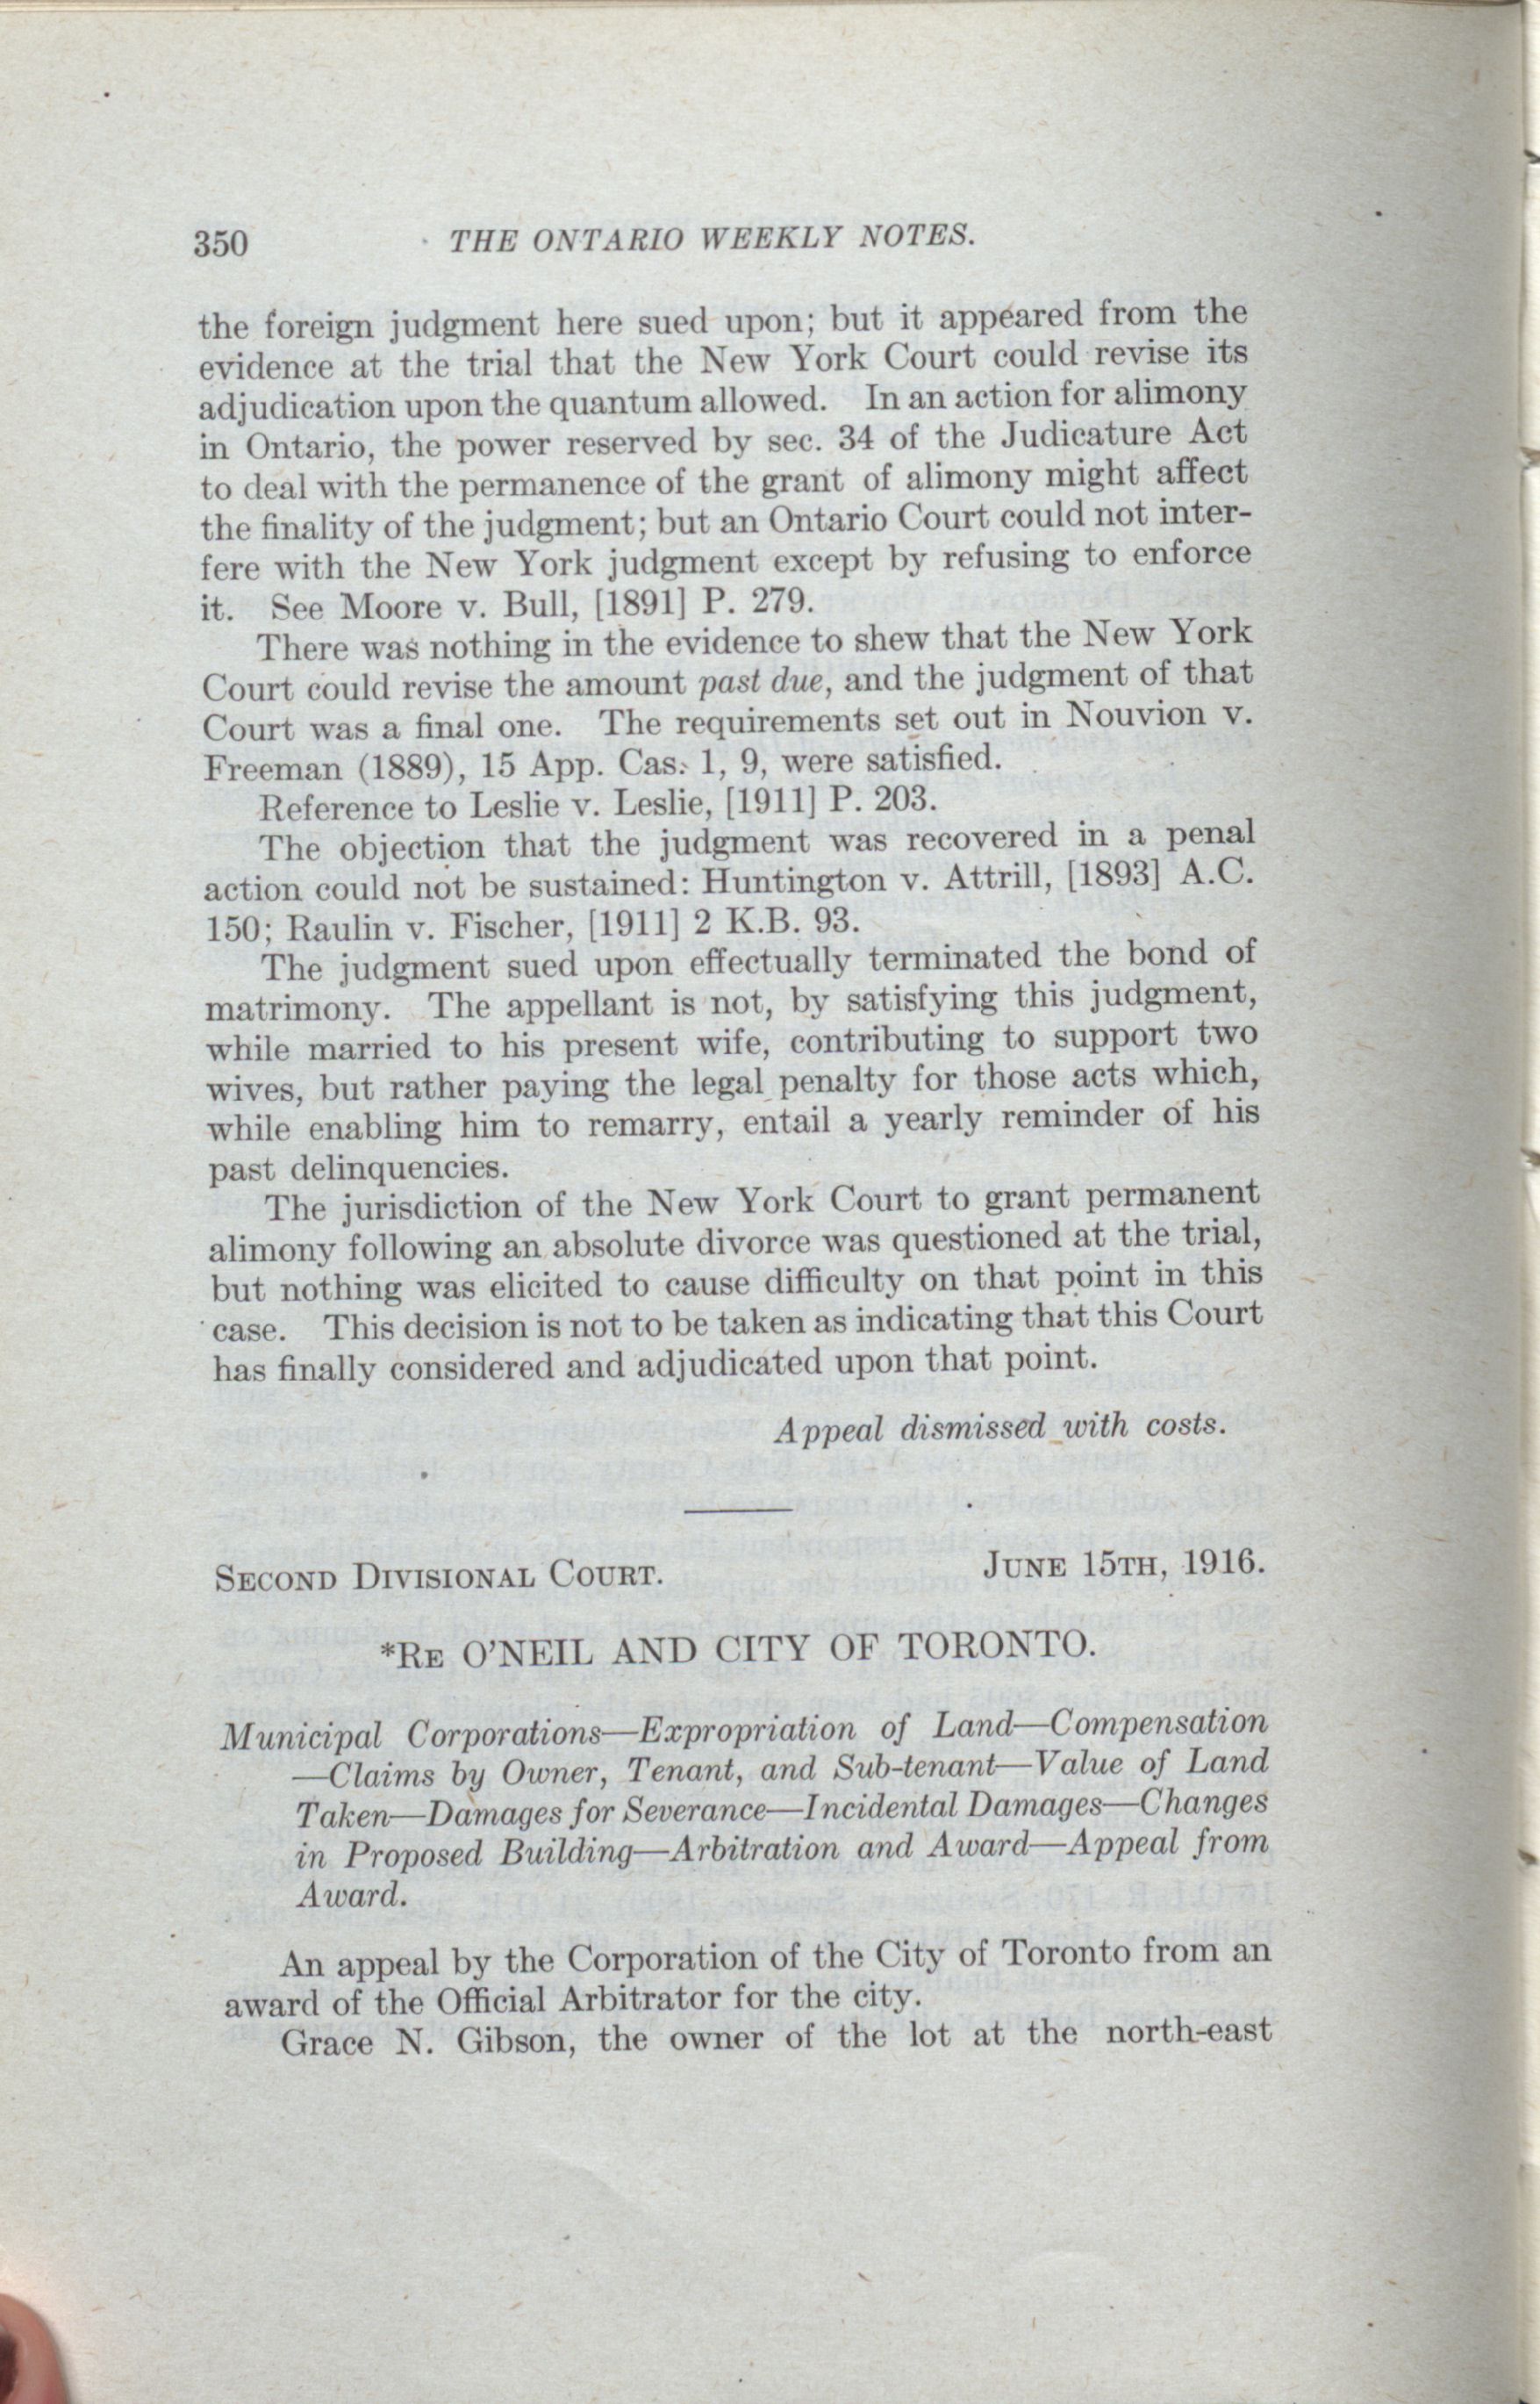 350 THE ONTARIO WEEKLY NOTES.
the foreign judgment here sued upon; but it appeared from the
evidence at the trial that the New York Court could revise its
adjudication upon the quantum allowed. In an action for alimony
in Ontario, the power reserved by sec. 34 of the Judicature Act
to deal with the permanence of the grant of alimony might affect
the finality of the judgment; but an Ontario Court could not inter-
fere with the New York judgment except by refusing to enforce
it. See Moore v. Bull, [1891] P. 279.
There was nothing in the evidence to shew that the New York
Court could revise the amount past due, and the judgment of that
Court was a final one. The requirements set out in Nouvion v.
Freeman (1889), 15 App. Cas. 1, 9, were satisfied.
Reference to Leslie v. Leslie, [1911] P. 203.
The objection that the judgment was recovered in a penal
action could not be sustained: Huntington v. Attrill, [1893] A.C.
150; Raulin v. Fischer, [1911] 2 K.B. 93.
The judgment sued upon effectually terminated the bond of
matrimony. The appellant is not, by satisfying this judgment,
while married to his present wife, contributing to support two
wives, but rather paying the legal penalty for those acts which,
while enabling him to remarry, entail a yearly reminder of his
past delinquencies.
The jurisdiction of the New York Court to grant permanent
alimony following an absolute divorce was questioned at the trial,
but nothing was elicited to cause difficulty on that point in this
case. This decision is not to be taken as indicating that this Court
has finally considered and adjudicated upon that point.
Appeal dismissed with costs.
SECOND DIVISIONAL COURT. JUNE 15TH, 1916.
*RE O'NEIL AND CITY OF TORONTO.
Municipal Corporations—Expropriation of Land—Compensation
—Claims by Owner, Tenant, and Sub-tenant—Value of Land
Taken—Damages for Severance—Incidental Damages—Changes
in Proposed Building—Arbitration and Award—Appeal from
Award.
An appeal by the Corporation of the City of Toronto from an
award of the Official Arbitrator for the city.
Grace N. Gibson, the owner of the lot at the north-east